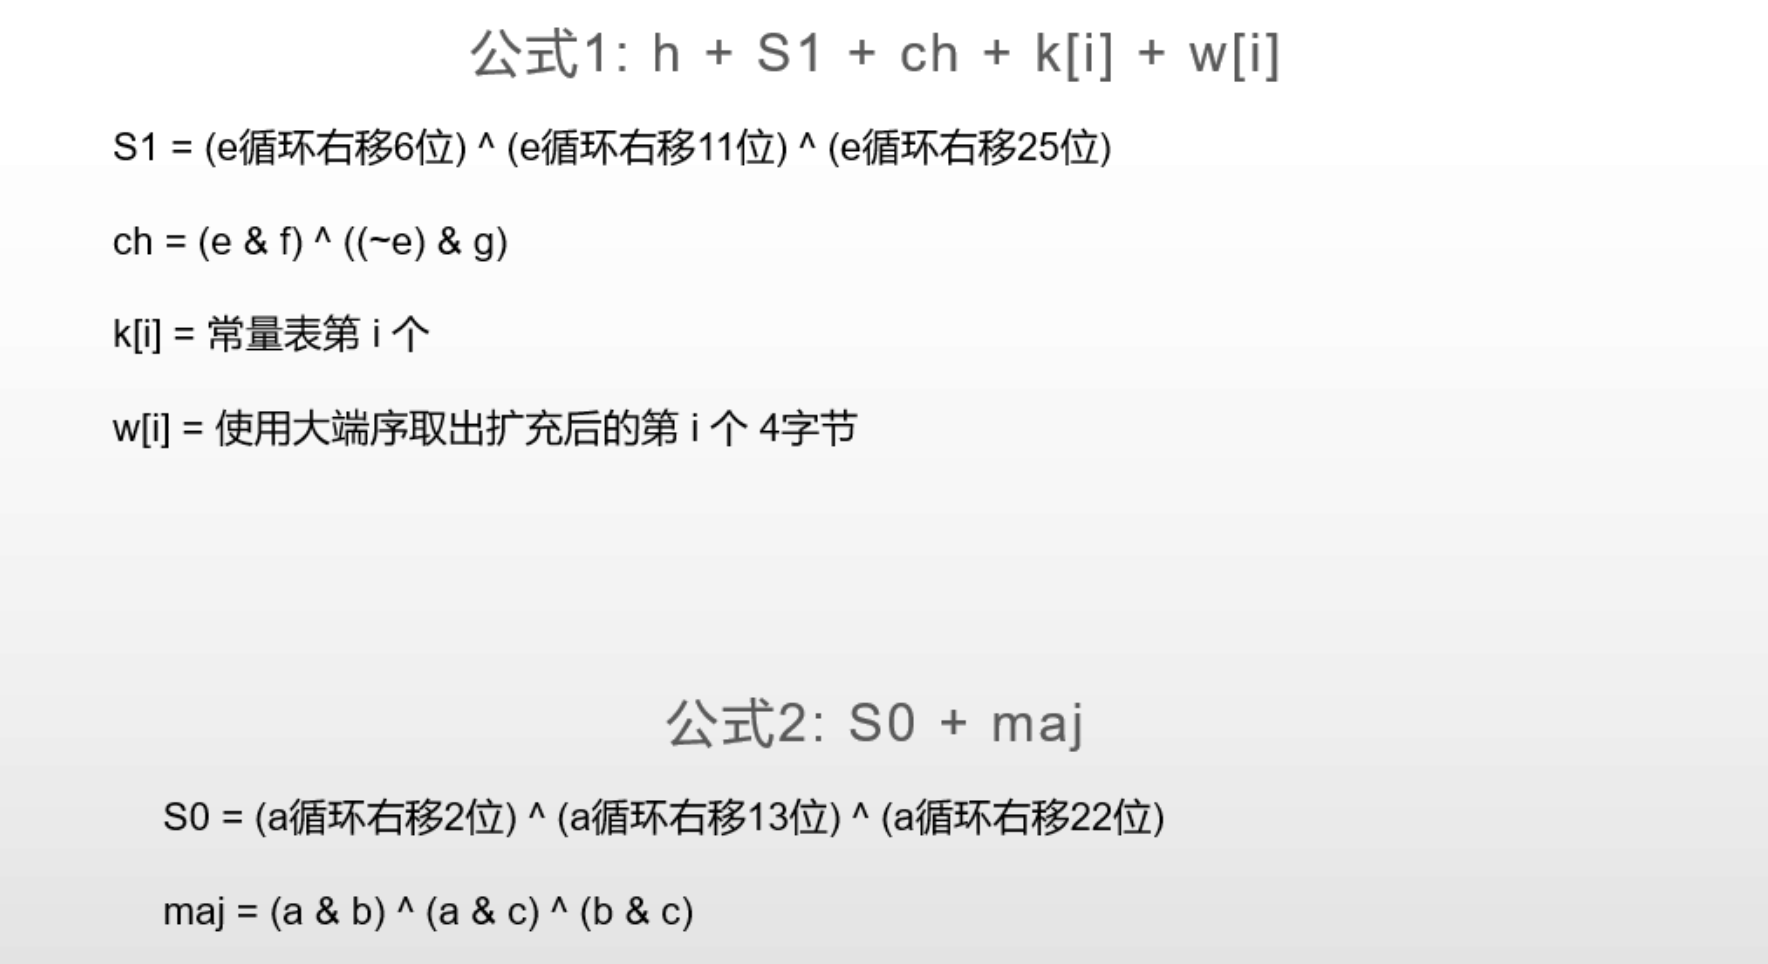 公式1: h + S1 + ch + k[i] + w[i]
S1 = (e循环右移6位) ^ (e循环右移11位) ^ (e循环右移25位)
ch = (e & f) ^ ((~e) & g)
k[i] = 常量表第 i 个
w[i] = 使用大端序取出扩充后的第 i 个 4字节
公式2: S0 + maj
S0 = (a循环右移2位) ^ (a循环右移13位) ^ (a循环右移22位)
maj = (a & b) ^ (a & c) ^ (b & c)